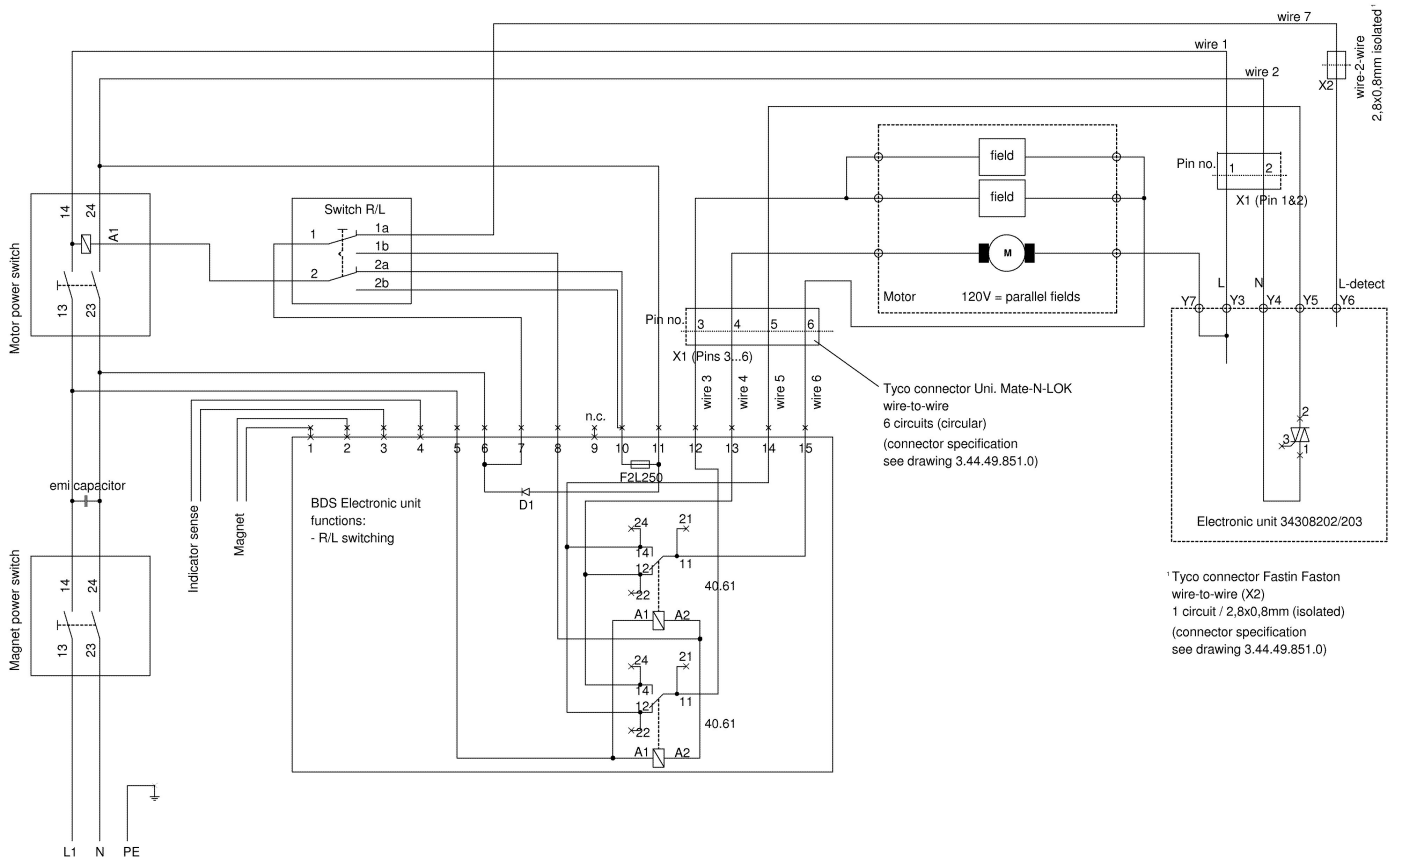 wire 7
wire 1
wire 2
X2
wire-2-wire
2,8x0,8mm isolated ¹
Pin no.
1
2
X1 (Pin 1&2)
field
field
M
Motor
120V = parallel fields
Motor power switch
14
24
A1
13
23
Switch R/L
1
1a
1b
2
2a
2b
Pin no.
3
4
5
6
X1 (Pins 3...6)
wire 3
wire 4
wire 5
wire 6
Tyco connector Uni. Mate-N-LOK
wire-to-wire
6 circuits (circular)
(connector specification
see drawing 3.44.49.851.0)
L
N
L-detect
Y7
Y3
Y4
Y5
Y6
2
3
1
Electronic unit 34308202/203
¹ Tyco connector Fastin Faston
wire-to-wire (X2)
1 circuit / 2,8x0,8mm (isolated)
(connector specification
see drawing 3.44.49.851.0)
n.c.
1
2
3
4
5
6
7
8
9
10
11
12
13
14
15
F2L250
D1
BDS Electronic unit
functions:
- R/L switching
24
21
14
12
11
22
40.61
A1
A2
24
21
14
12
11
22
40.61
A1
A2
emi capacitor
Indicator sense
Magnet
Magnet power switch
14
24
13
23
L1
N
PE